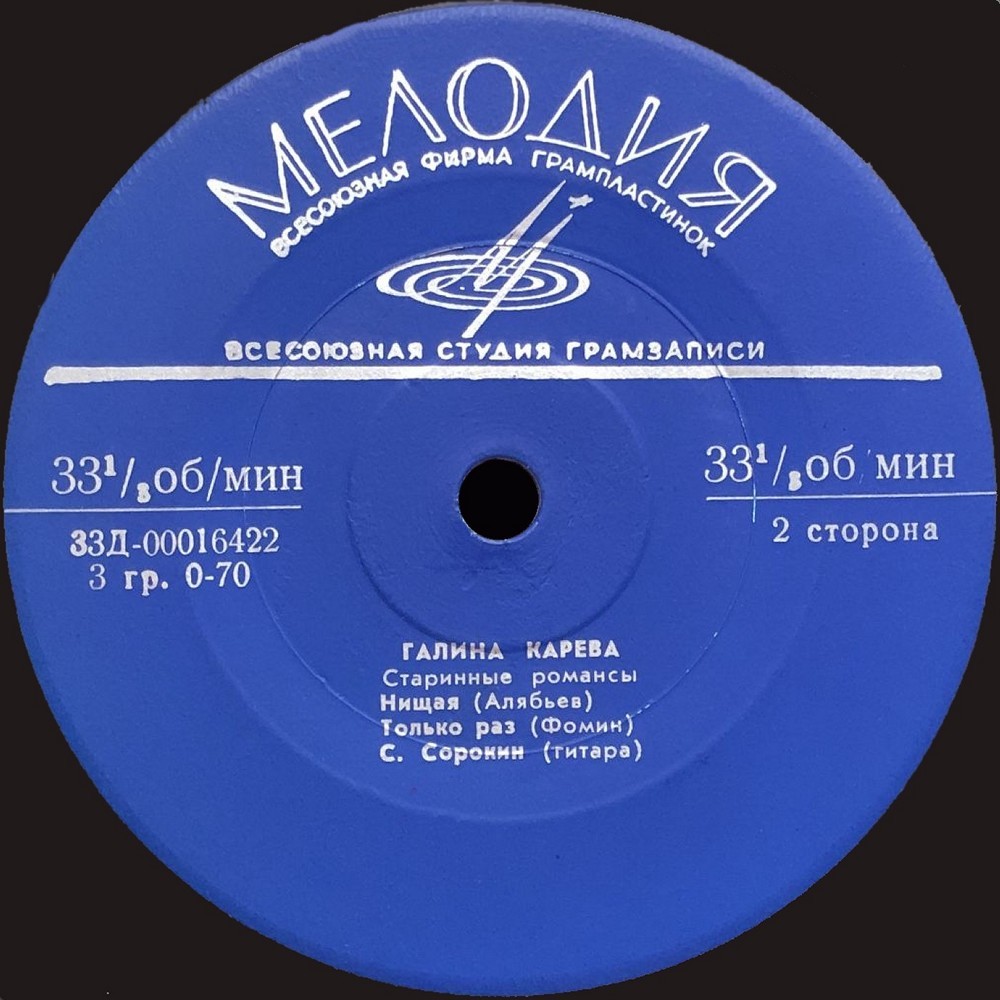 МЕЛОДИЯ
ВСЕСОЮЗНАЯ ФИРМА ГРАМПЛАСТИНОК
ВСЕСОЮЗНАЯ СТУДИЯ ГРАМЗАПИСИ
33¹/₃об/мин
33Д-00016422
3 гр. 0-70
33¹/₃об мин
2 сторона
ГАЛИНА КАРЕВА
Старинные романсы
Нищая (Алябьев)
Только раз (Фомин)
С. Сорокин (гитара)